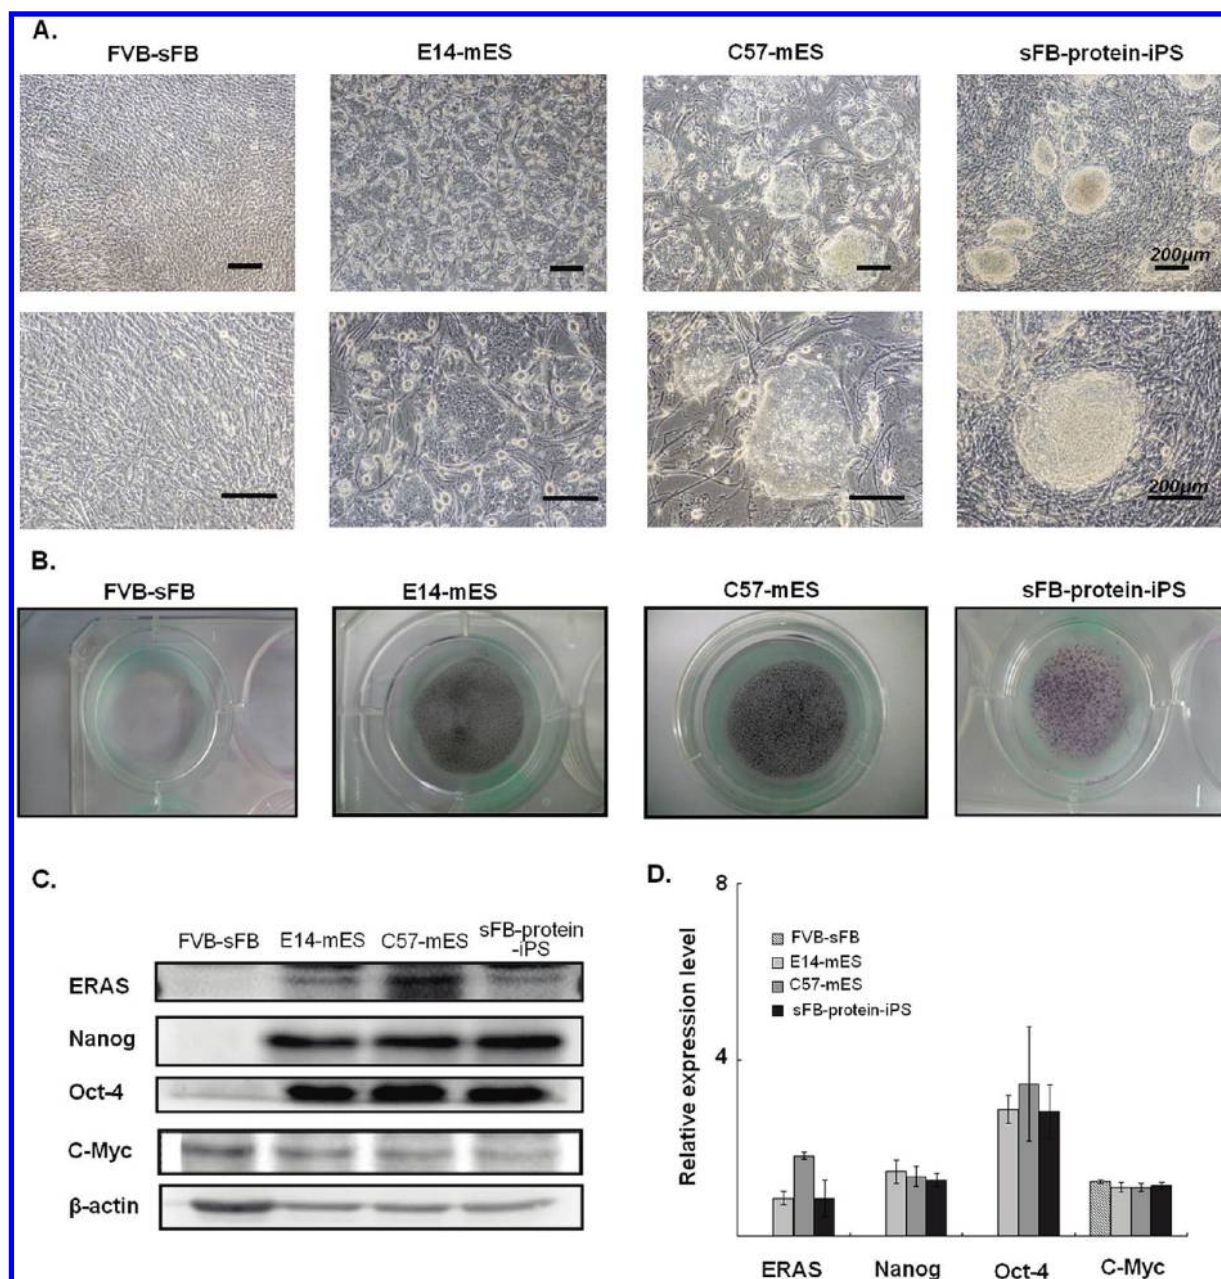 A.
FVB-sFB E14-mES C57-mES sFB-protein-iPS
200µm
200µm
B.
FVB-sFB E14-mES C57-mES sFB-protein-iPS
C.
FVB-sFB E14-mES C57-mES sFB-protein
-iPS
ERAS
Nanog
Oct-4
C-Myc
β-actin
D.
8
4
Relative expression level
FVB-sFB
E14-mES
C57-mES
sFB-protein-iPS
ERAS Nanog Oct-4 C-Myc